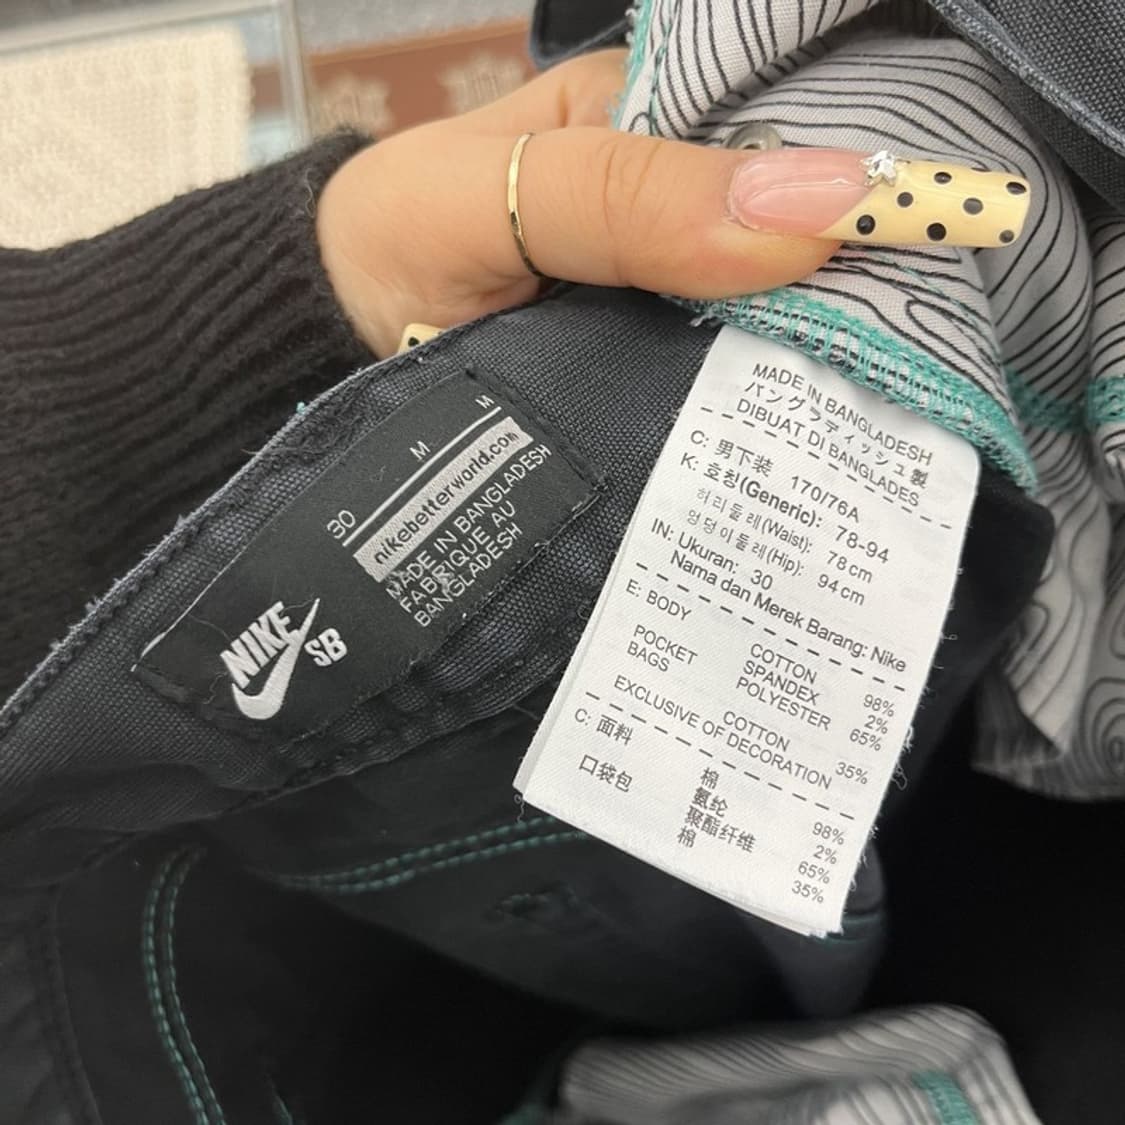 30
M
M
nikebetterworld.com
MADE IN BANGLADESH
FABRIQUE AU
BANGLADESH
NIKE SB
MADE IN BANGLADESH
バングラディッシュ製
DIBUAT DI BANGLADES
C: 男下装 170/76A
K: 호칭(Generic): 78-94
허리둘레(Waist): 78cm
엉덩이둘레(Hip): 94cm
IN: Ukuran: 30
Nama dan Merek Barang: Nike
E: BODY
COTTON 98%
SPANDEX 2%
POCKET BAGS
POLYESTER 65%
COTTON 35%
EXCLUSIVE OF DECORATION
C: 面料
棉 98%
氨纶 2%
口袋包
聚酯纤维 65%
棉 35%